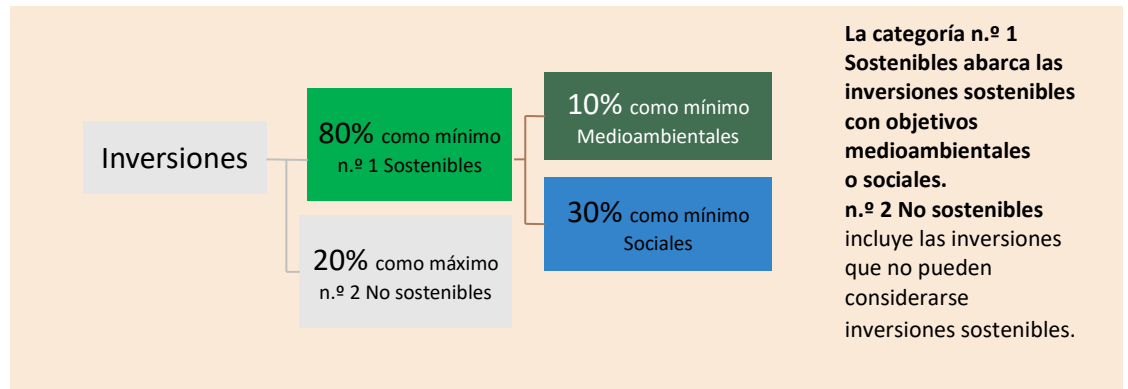 Inversiones
80% como mínimo
n.º 1 Sostenibles
20% como máximo
n.º 2 No sostenibles
10% como mínimo
Medioambientales
30% como mínimo
Sociales
La categoría n.º 1
Sostenibles abarca las
inversiones sostenibles
con objetivos
medioambientales
o sociales.
n.º 2 No sostenibles
incluye las inversiones
que no pueden
considerarse
inversiones sostenibles.